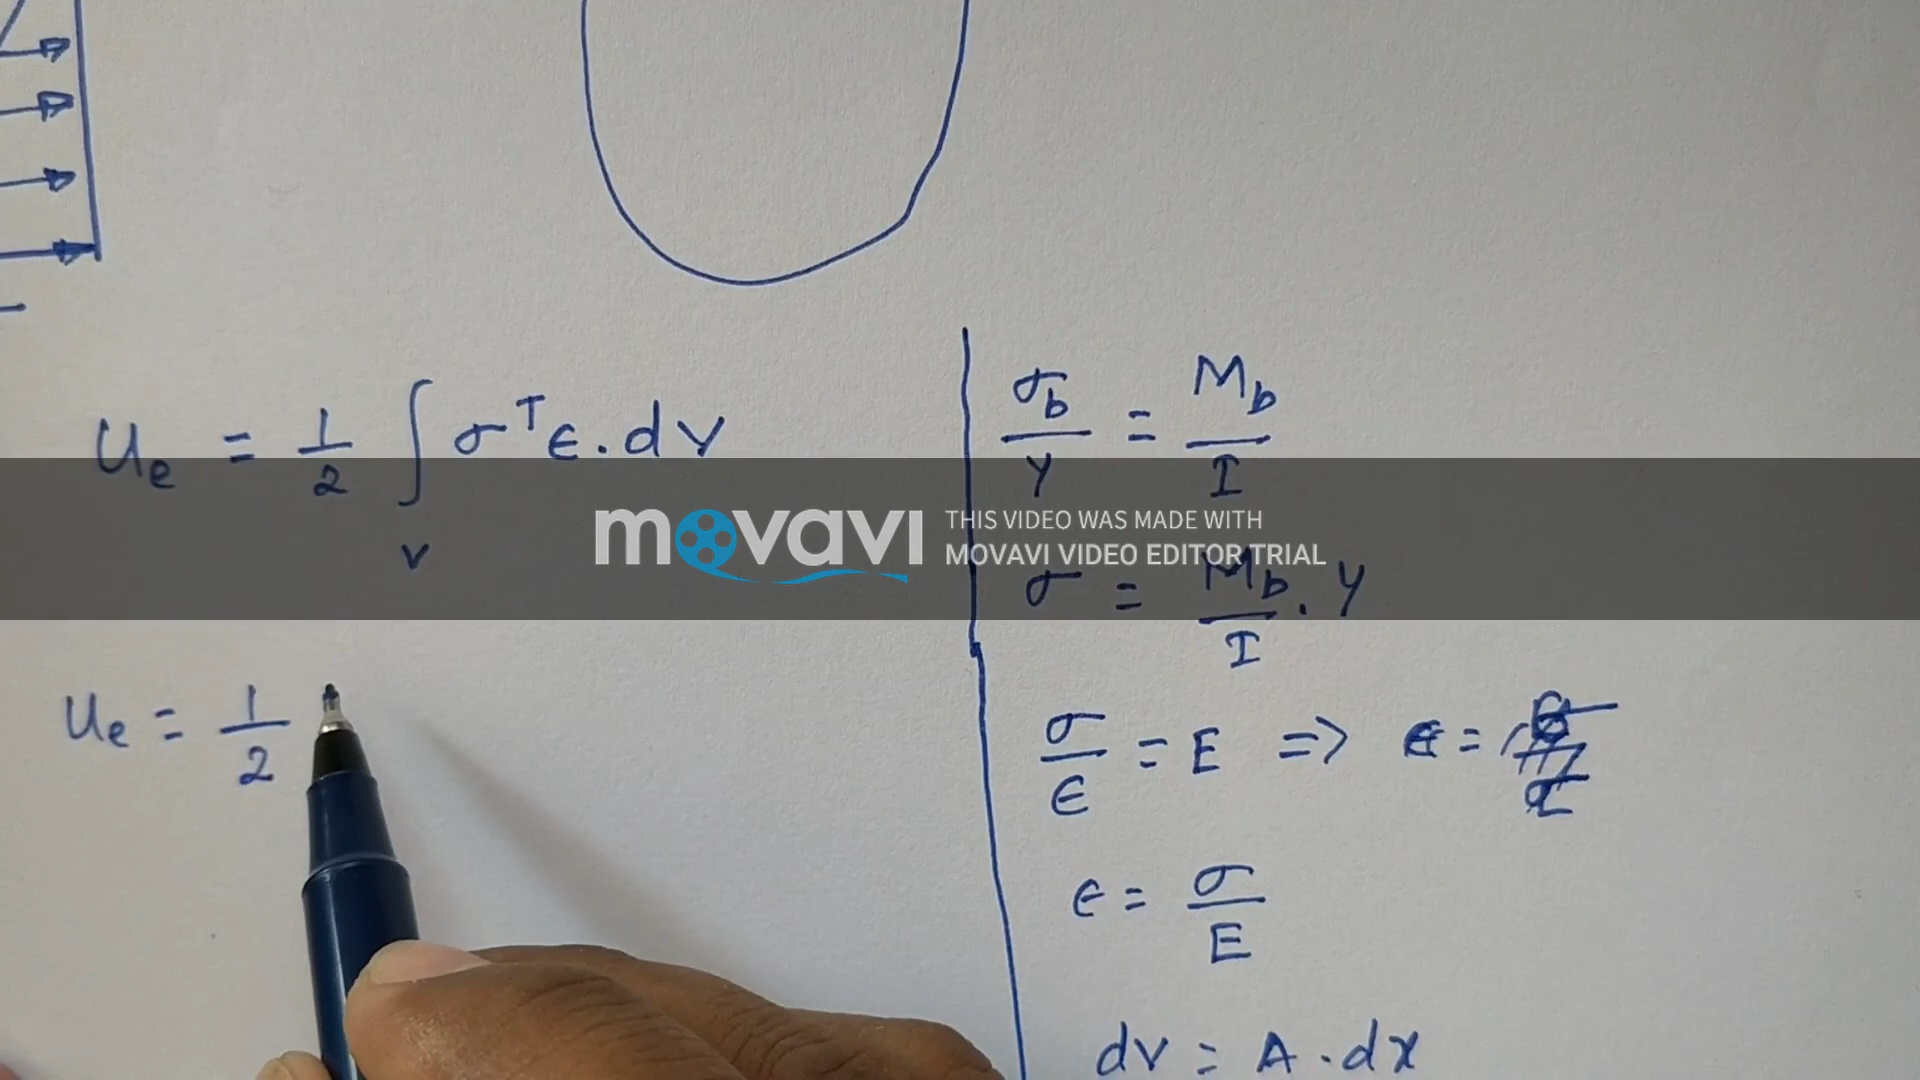 Ue = 1/2 ∫v σᵀϵ.dv
Ue = 1/2
σb/Y = Mb/I
σ = Mb/I . Y
σ/ϵ = E => ϵ =
ϵ = σ/E
dv = A.dx
movavi
THIS VIDEO WAS MADE WITH
MOVAVI VIDEO EDITOR TRIAL